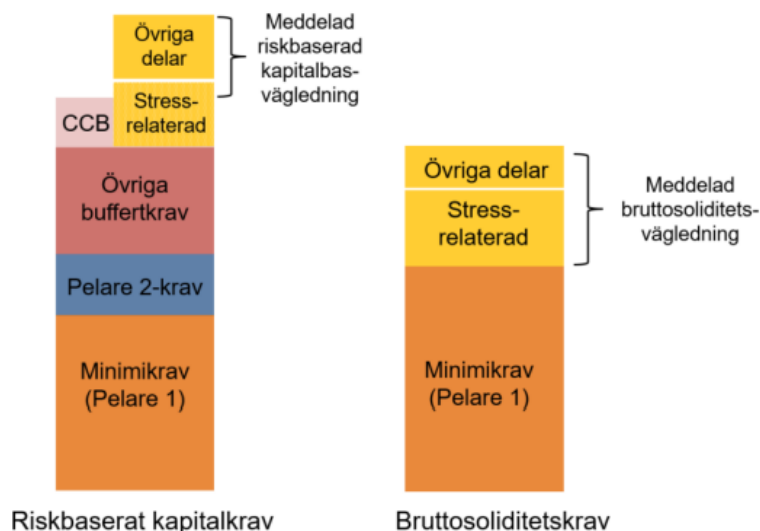 Övriga
delar
Meddelad
riskbaserad
kapitalbas-
vägledning
CCB
Stress-
relaterad
Övriga
buffertkrav
Pelare 2-krav
Minimikrav
(Pelare 1)
Riskbaserat kapitalkrav
Övriga delar
Stress-
relaterad
Meddelad
bruttosoliditets-
vägledning
Minimikrav
(Pelare 1)
Bruttosoliditetskrav